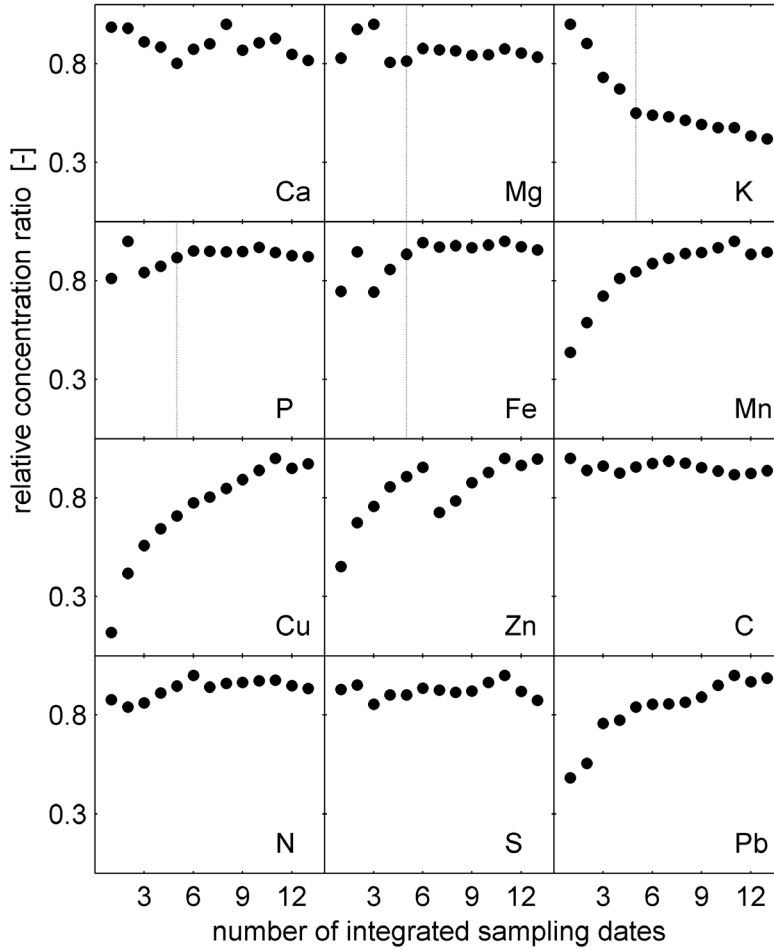 relative concentration ratio [-]
0.8
0.3
Ca
Mg
K
0.8
0.3
P
Fe
Mn
0.8
0.3
Cu
Zn
C
0.8
0.3
N
S
Pb
3 6 9 12 3 6 9 12 3 6 9 12
number of integrated sampling dates